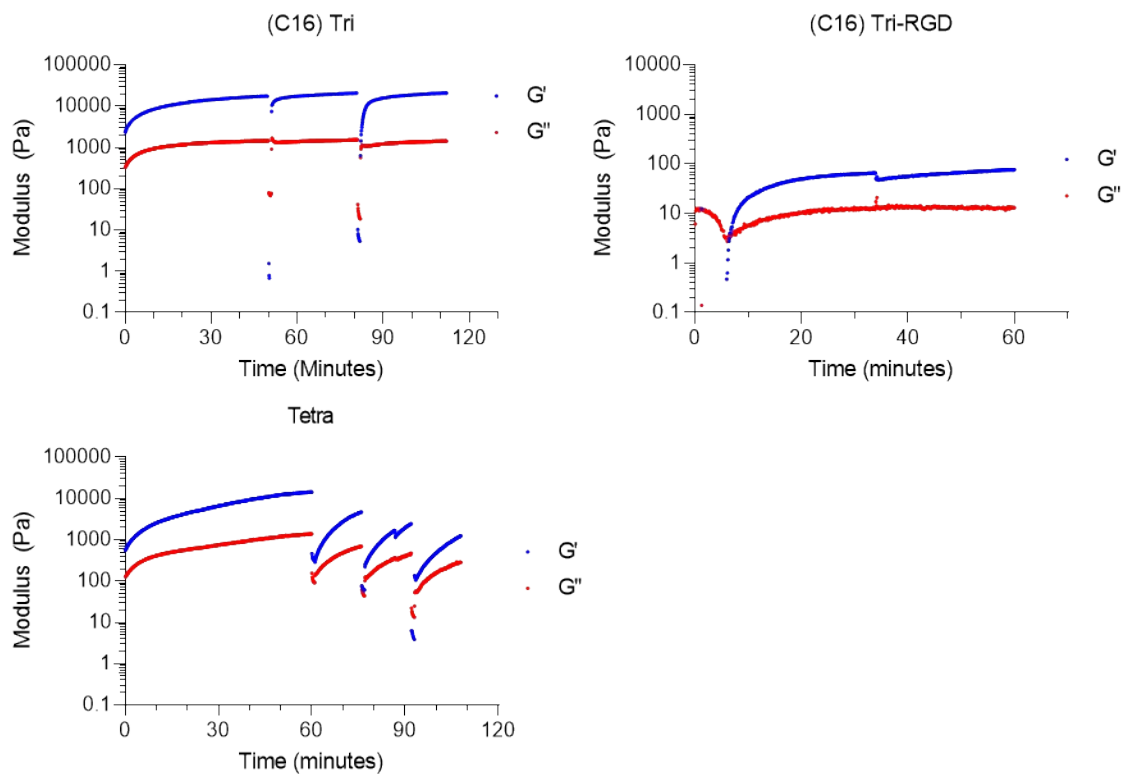 (C16) Tri
100000
10000
1000
100
10
1
0.1
Modulus (Pa)
0
30
60
90
120
Time (Minutes)
G'
G"
(C16) Tri-RGD
10000
1000
100
10
1
0.1
Modulus (Pa)
0
20
40
60
Time (minutes)
G'
G"
Tetra
100000
10000
1000
100
10
1
0.1
Modulus (Pa)
0
30
60
90
120
Time (minutes)
G'
G"